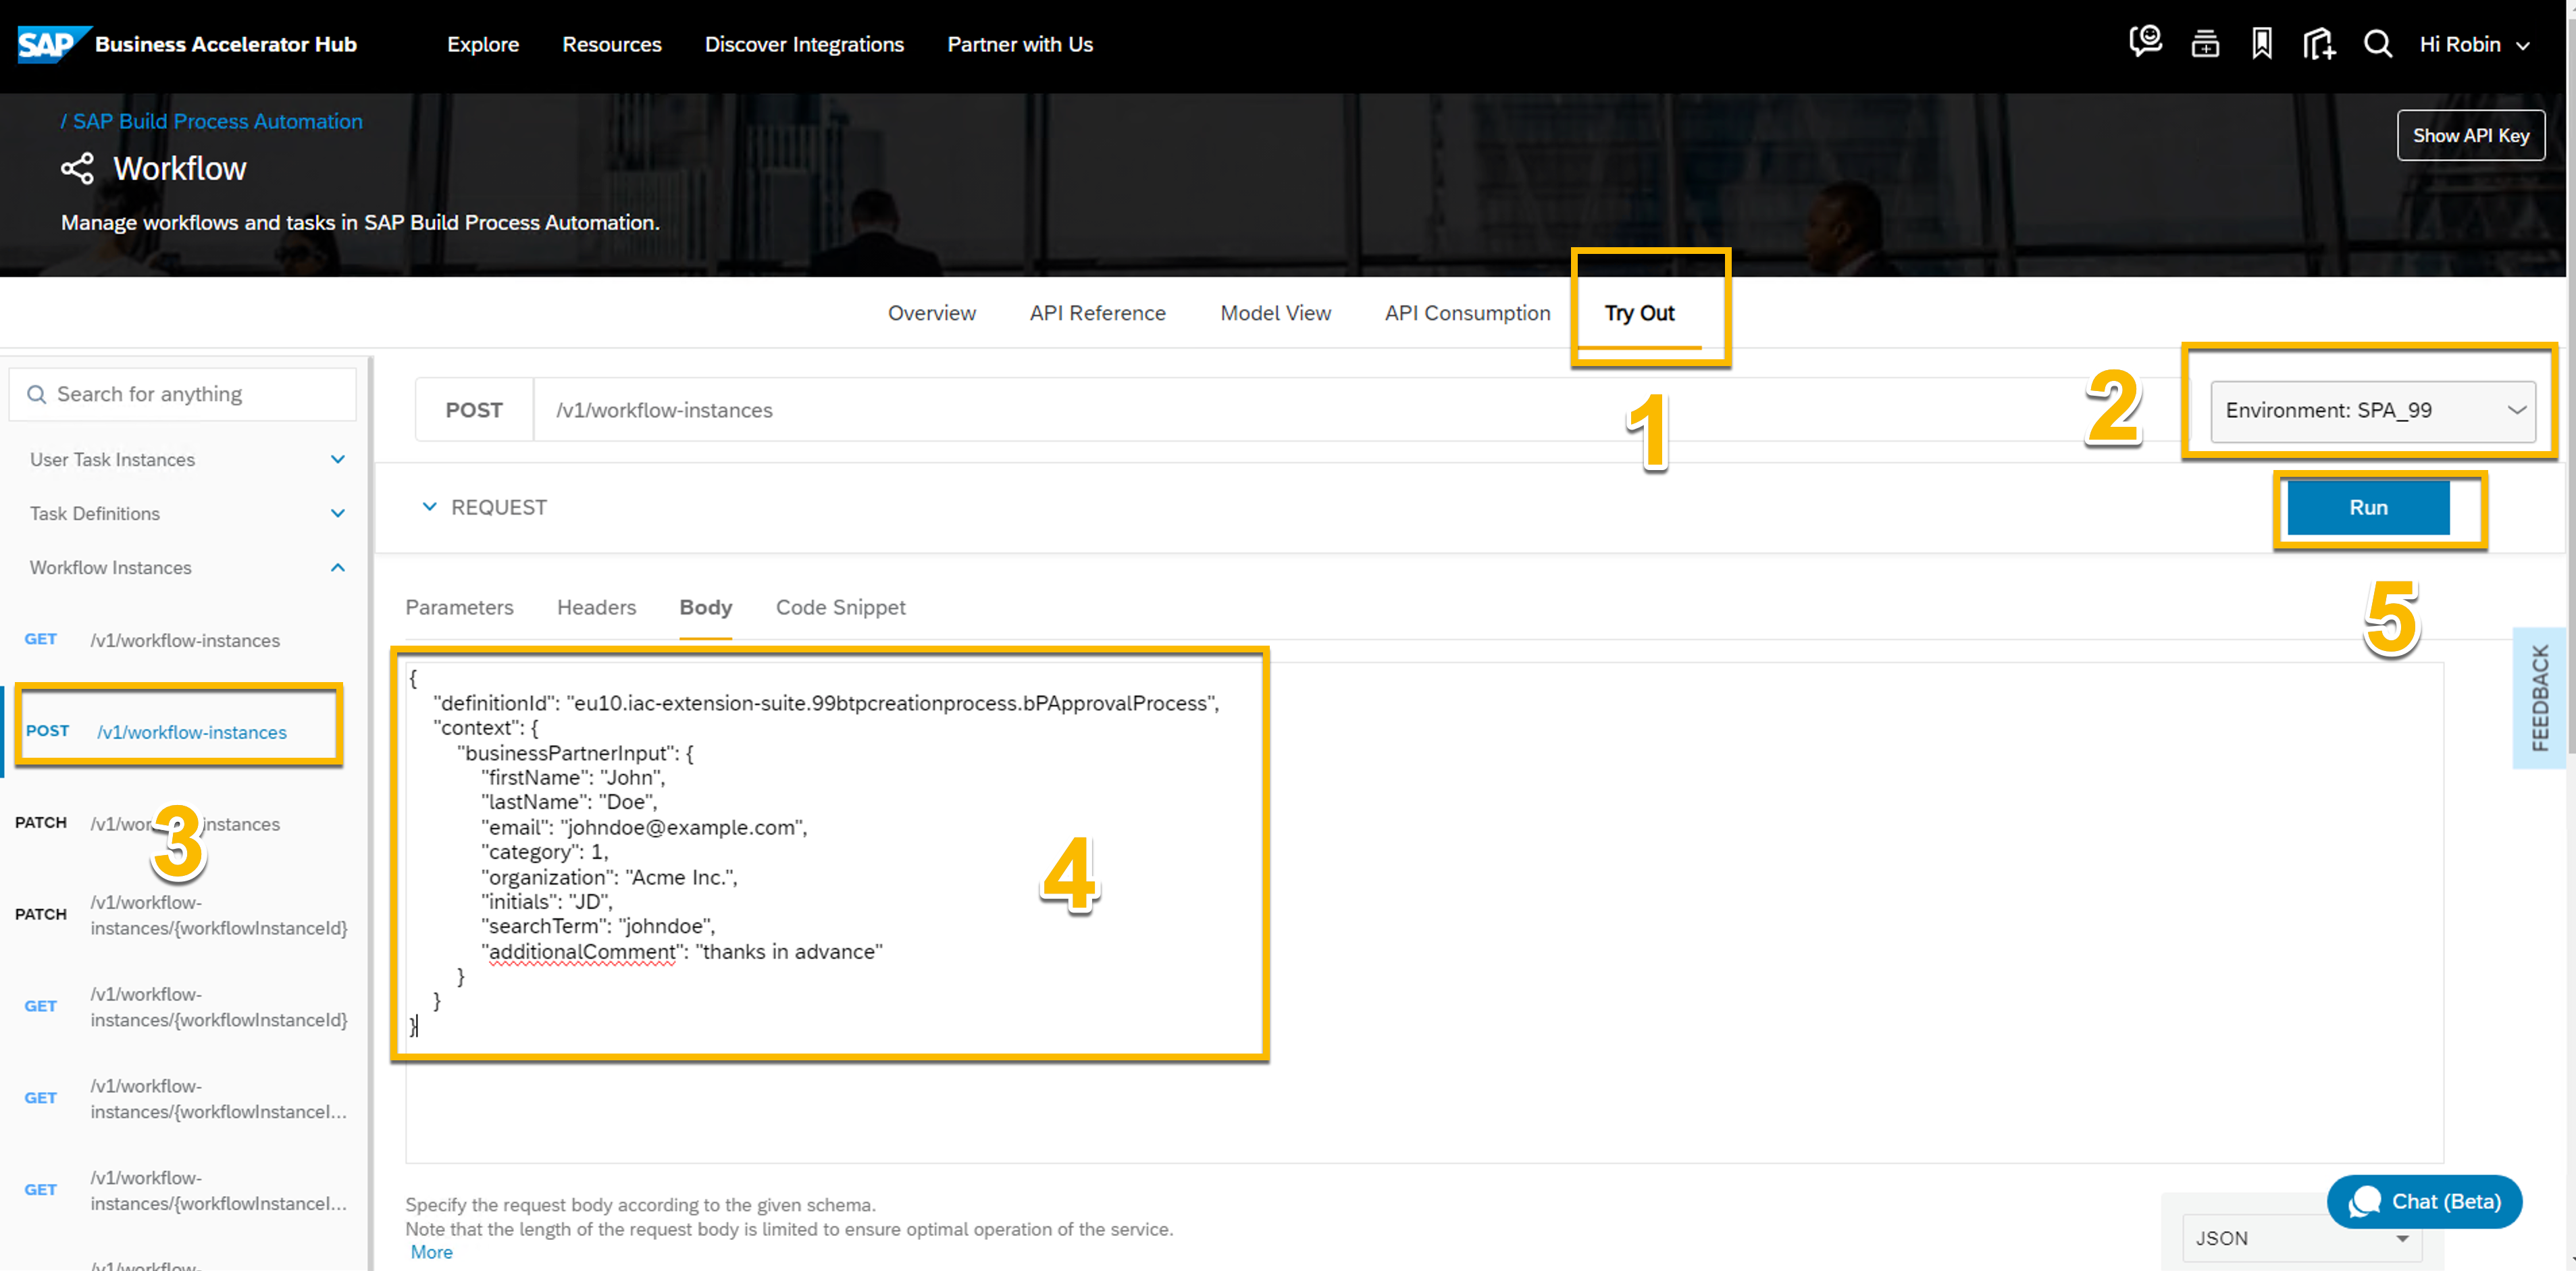 SAP Business Accelerator Hub
Explore
Resources
Discover Integrations
Partner with Us
Hi Robin
/ SAP Build Process Automation
Show API Key
Workflow
Manage workflows and tasks in SAP Build Process Automation.
Overview
API Reference
Model View
API Consumption
Try Out
1
2
Search for anything
POST
/v1/workflow-instances
Environment: SPA_99
User Task Instances
Task Definitions
Workflow Instances
REQUEST
Run
5
Parameters
Headers
Body
Code Snippet
FEEDBACK
GET /v1/workflow-instances
POST /v1/workflow-instances
3
PATCH instances
PATCH /v1/workflow-
instances/{workflowInstanceId}
GET /v1/workflow-
instances/{workflowInstanceId}
GET /v1/workflow-
instances/{workflowInstanceI...
GET /v1/workflow-
instances/{workflowInstanceI...
/v1/workflow-
{
"definitionId": "eu10.iac-extension-suite.99btpcreationprocess.bPApprovalProcess",
"context": {
"businessPartnerInput": {
"firstName": "John",
"lastName": "Doe",
"email": "johndoe@example.com",
"category": 1,
"organization": "Acme Inc.",
"initials": "JD",
"searchTerm": "johndoe",
"additionalComment": "thanks in advance"
}
}
}
4
Specify the request body according to the given schema.
Note that the length of the request body is limited to ensure optimal operation of the service.
More
Chat (Beta)
JSON